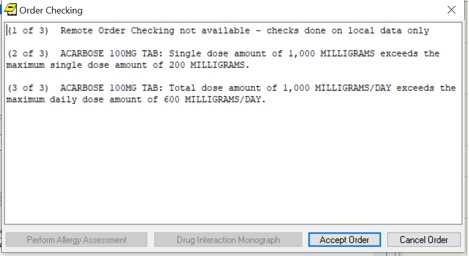 Order Checking
(1 of 3)  Remote Order Checking not available - checks done on local data only
(2 of 3)  ACARBOSE 100MG TAB: Single dose amount of 1,000 MILLIGRAMS exceeds the
maximum single dose amount of 200 MILLIGRAMS.
(3 of 3)  ACARBOSE 100MG TAB: Total dose amount of 1,000 MILLIGRAMS/DAY exceeds the
maximum daily dose amount of 600 MILLIGRAMS/DAY.
Perform Allergy Assessment
Drug Interaction Monograph
Accept Order
Cancel Order